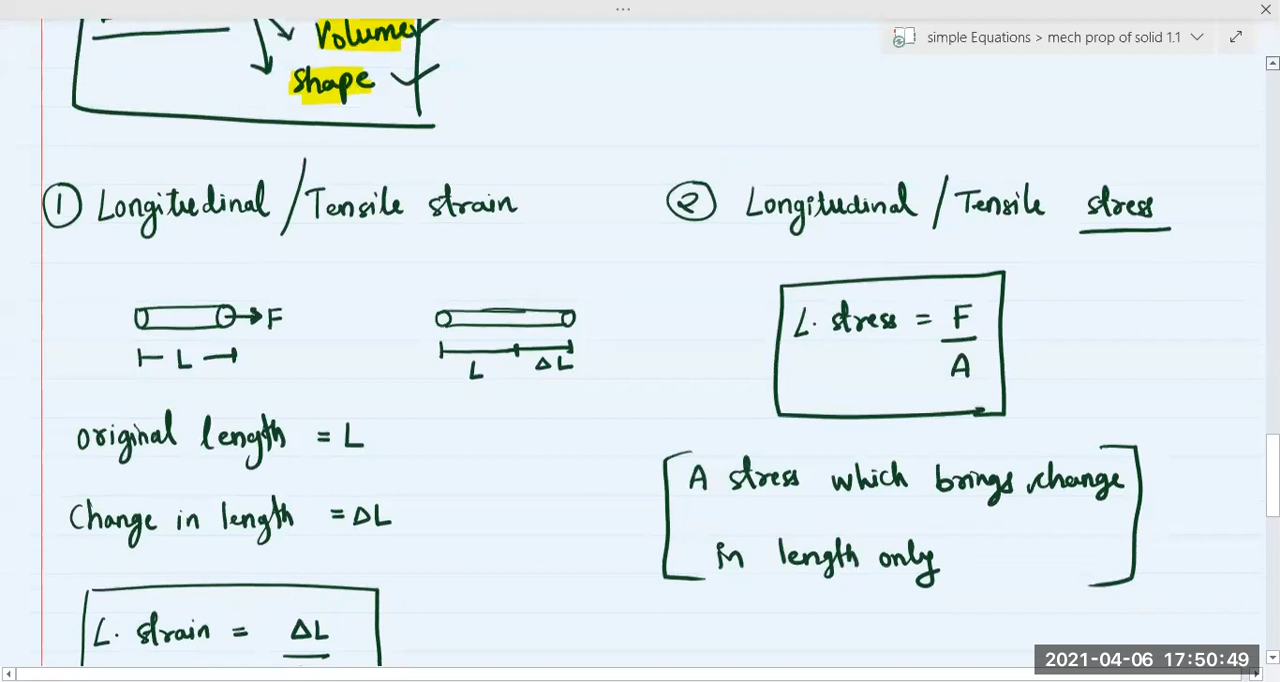 ...
simple Equations > mech prop of solid 1.1
Volume
shape
① Longitudinal / Tensile strain
F
L
L ΔL
original length = L
Change in length = ΔL
L. strain = ΔL
② Longitudinal / Tensile stress
L. stress = F
A
A stress which brings change
in length only
2021-04-06 17:50:49